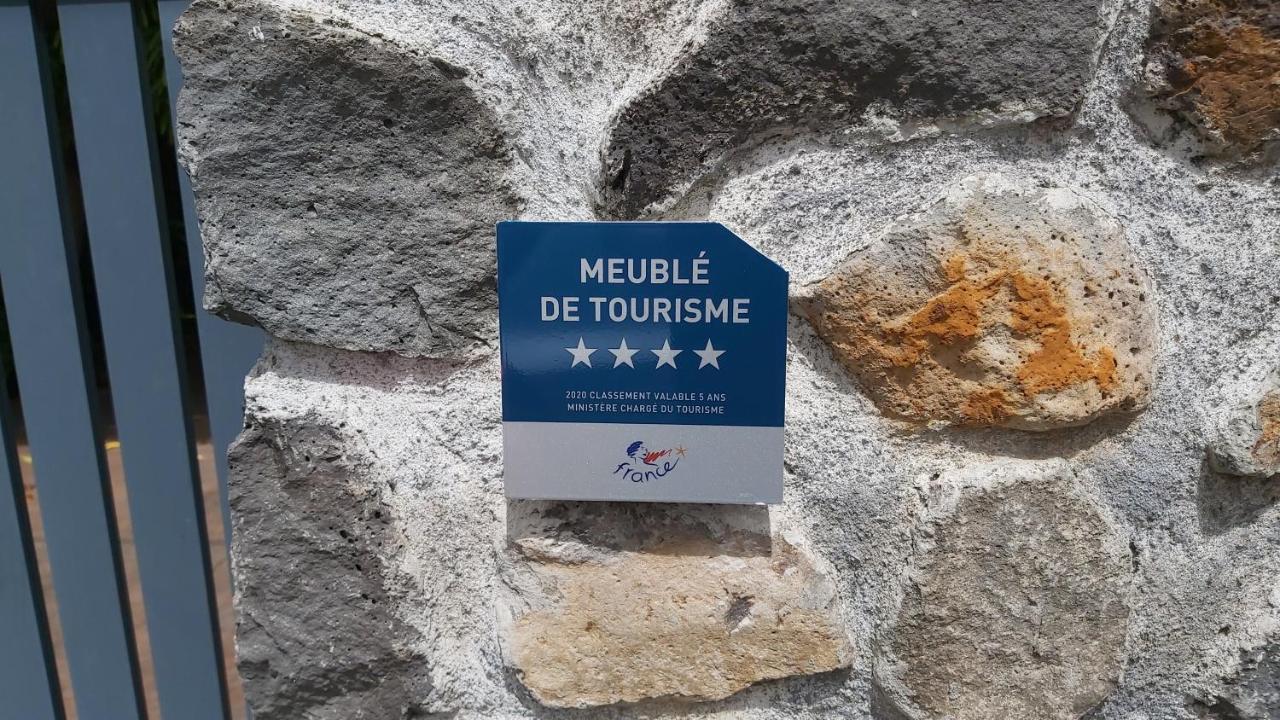 MEUBLÉ
DE TOURISME
★★★★
2020 CLASSEMENT VALABLE 5 ANS
MINISTÈRE CHARGÉ DU TOURISME
france